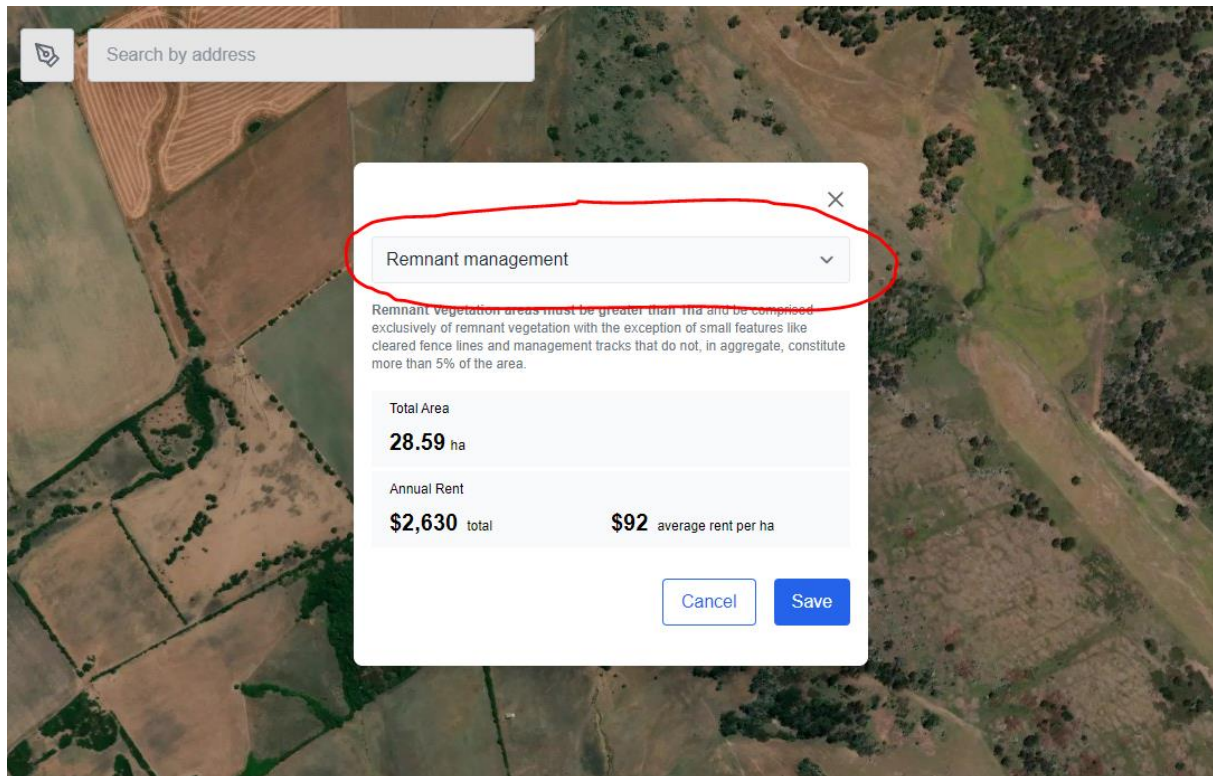 Search by address
Remnant management
Remnant Vegetation areas must be greater than 1ha and be comprised
exclusively of remnant vegetation with the exception of small features like
cleared fence lines and management tracks that do not, in aggregate, constitute
more than 5% of the area.
Total Area
28.59 ha
Annual Rent
$2,630 total $92 average rent per ha
Cancel Save